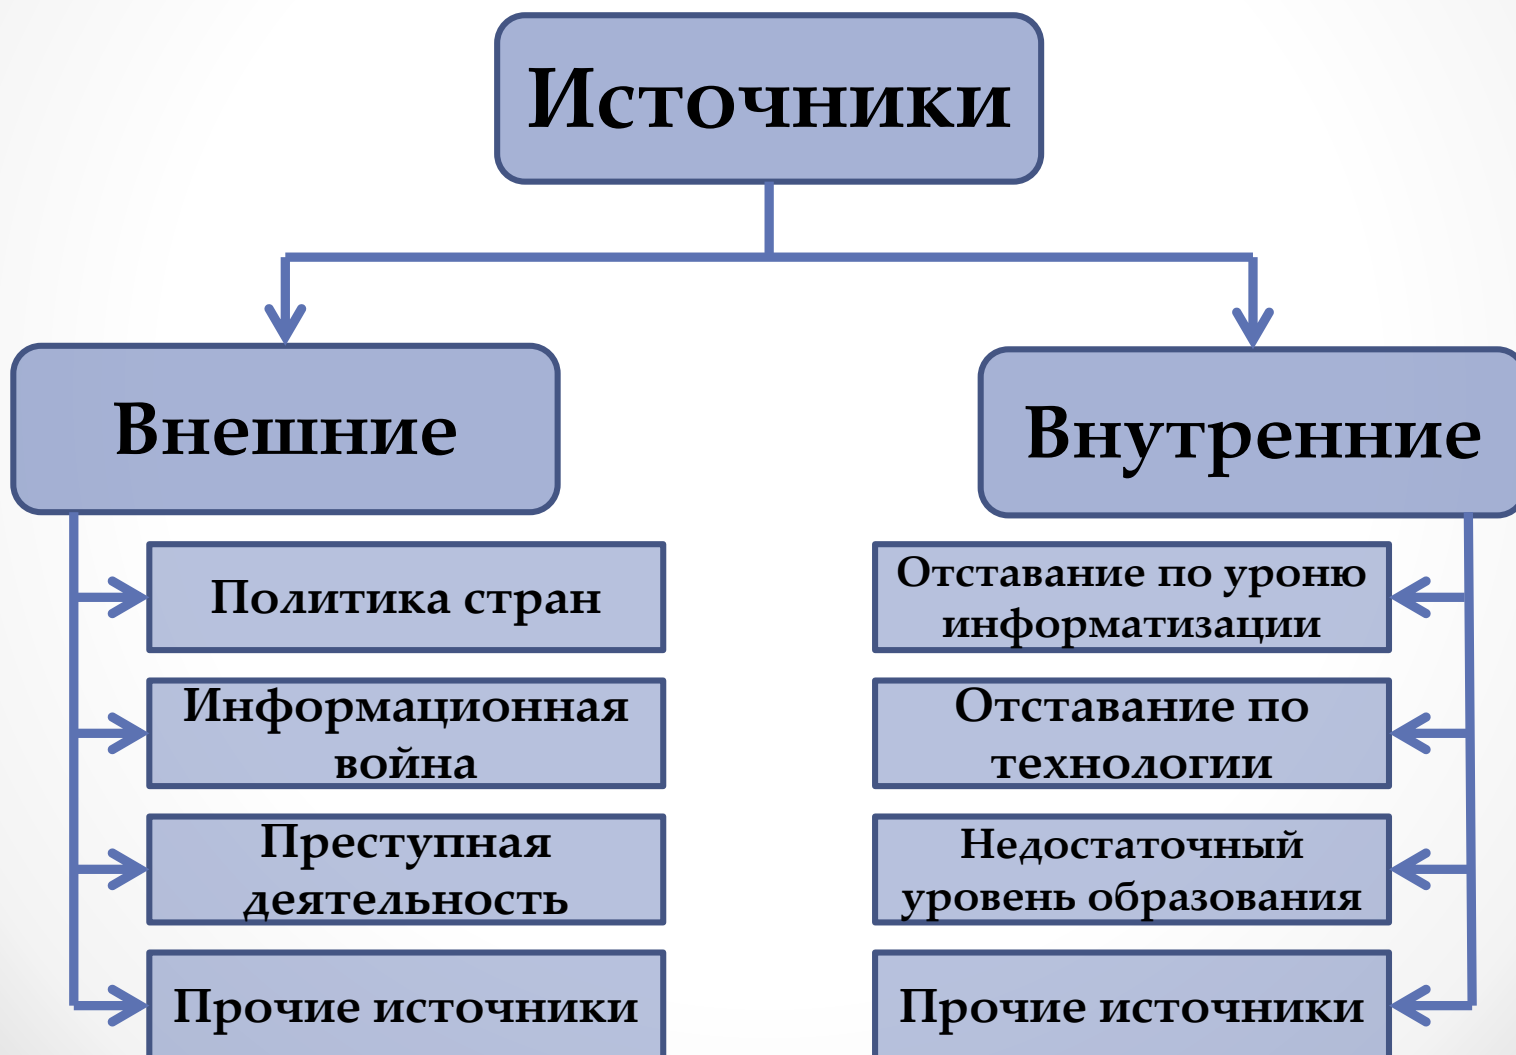 Источники
Внешние
Политика стран
Информационная
война
Преступная
деятельность
Прочие источники
Внутренние
Отставание по уроню
информатизации
Отставание по
технологии
Недостаточный
уровень образования
Прочие источники